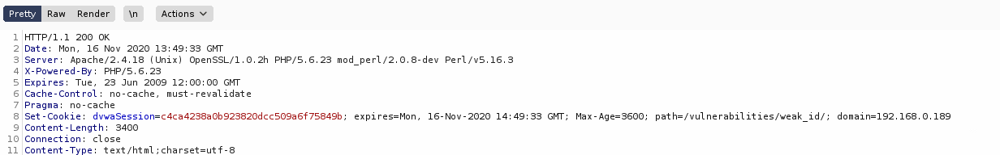 Pretty Raw Render \n Actions
1 HTTP/1.1 200 OK
2 Date: Mon, 16 Nov 2020 13:49:33 GMT
3 Server: Apache/2.4.18 (Unix) OpenSSL/1.0.2h PHP/5.6.23 mod_perl/2.0.8-dev Perl/v5.16.3
4 X-Powered-By: PHP/5.6.23
5 Expires: Tue, 23 Jun 2009 12:00:00 GMT
6 Cache-Control: no-cache, must-revalidate
7 Pragma: no-cache
8 Set-Cookie: dvwaSession=c4ca4238a0b923820dcc509a6f75849b; expires=Mon, 16-Nov-2020 14:49:33 GMT; Max-Age=3600; path=/vulnerabilities/weak_id/; domain=192.168.0.189
9 Content-Length: 3400
10 Connection: close
11 Content-Type: text/html;charset=utf-8